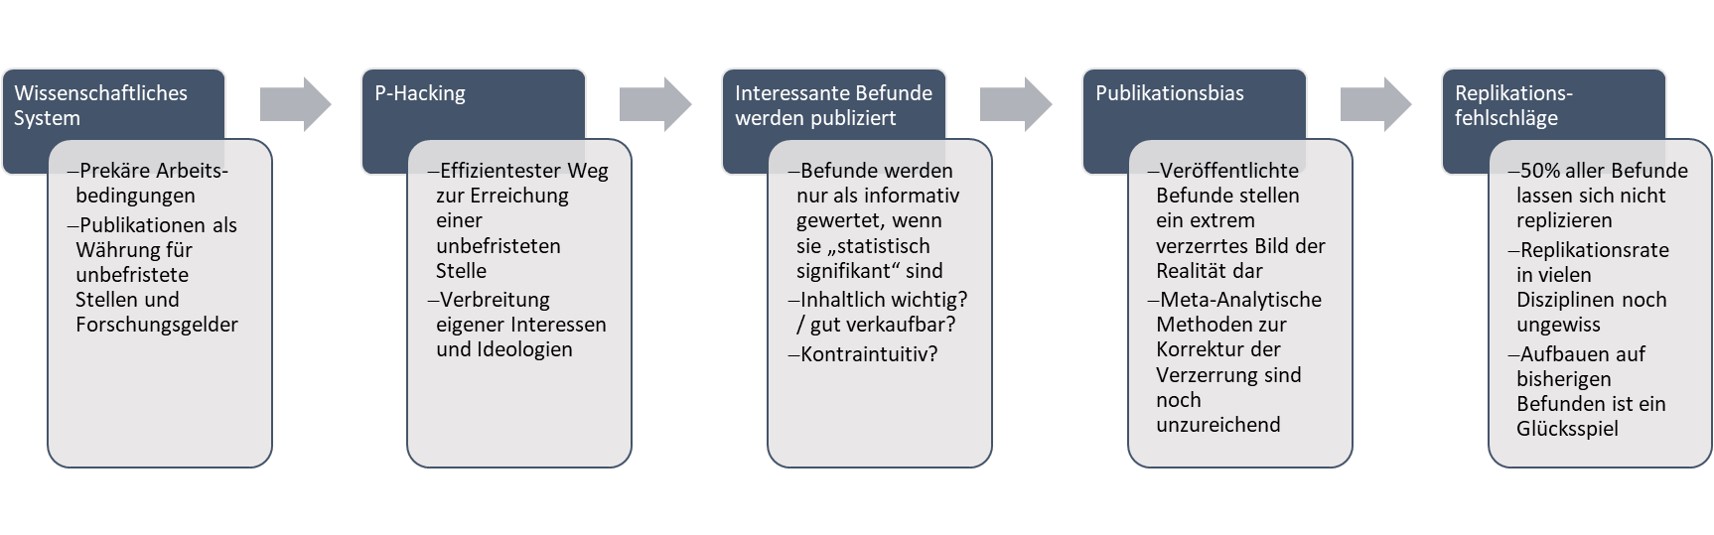 Wissenschaftliches
System
–Prekäre Arbeits-
bedingungen
–Publikationen als
Währung für
unbefristete
Stellen und
Forschungsgelder
P-Hacking
–Effizientester Weg
zur Erreichung
einer
unbefristeten
Stelle
–Verbreitung
eigener Interessen
und Ideologien
Interessante Befunde
werden publiziert
–Befunde werden
nur als informativ
gewertet, wenn
sie „statistisch
signifikant“ sind
–Inhaltlich wichtig?
/ gut verkaufbar?
–Kontraintuitiv?
Publikationsbias
–Veröffentlichte
Befunde stellen
ein extrem
verzerrtes Bild der
Realität dar
–Meta-Analytische
Methoden zur
Korrektur der
Verzerrung sind
noch
unzureichend
Replikations-
fehlschläge
–50% aller Befunde
lassen sich nicht
replizieren
–Replikationsrate
in vielen
Disziplinen noch
ungewiss
–Aufbauen auf
bisherigen
Befunden ist ein
Glücksspiel